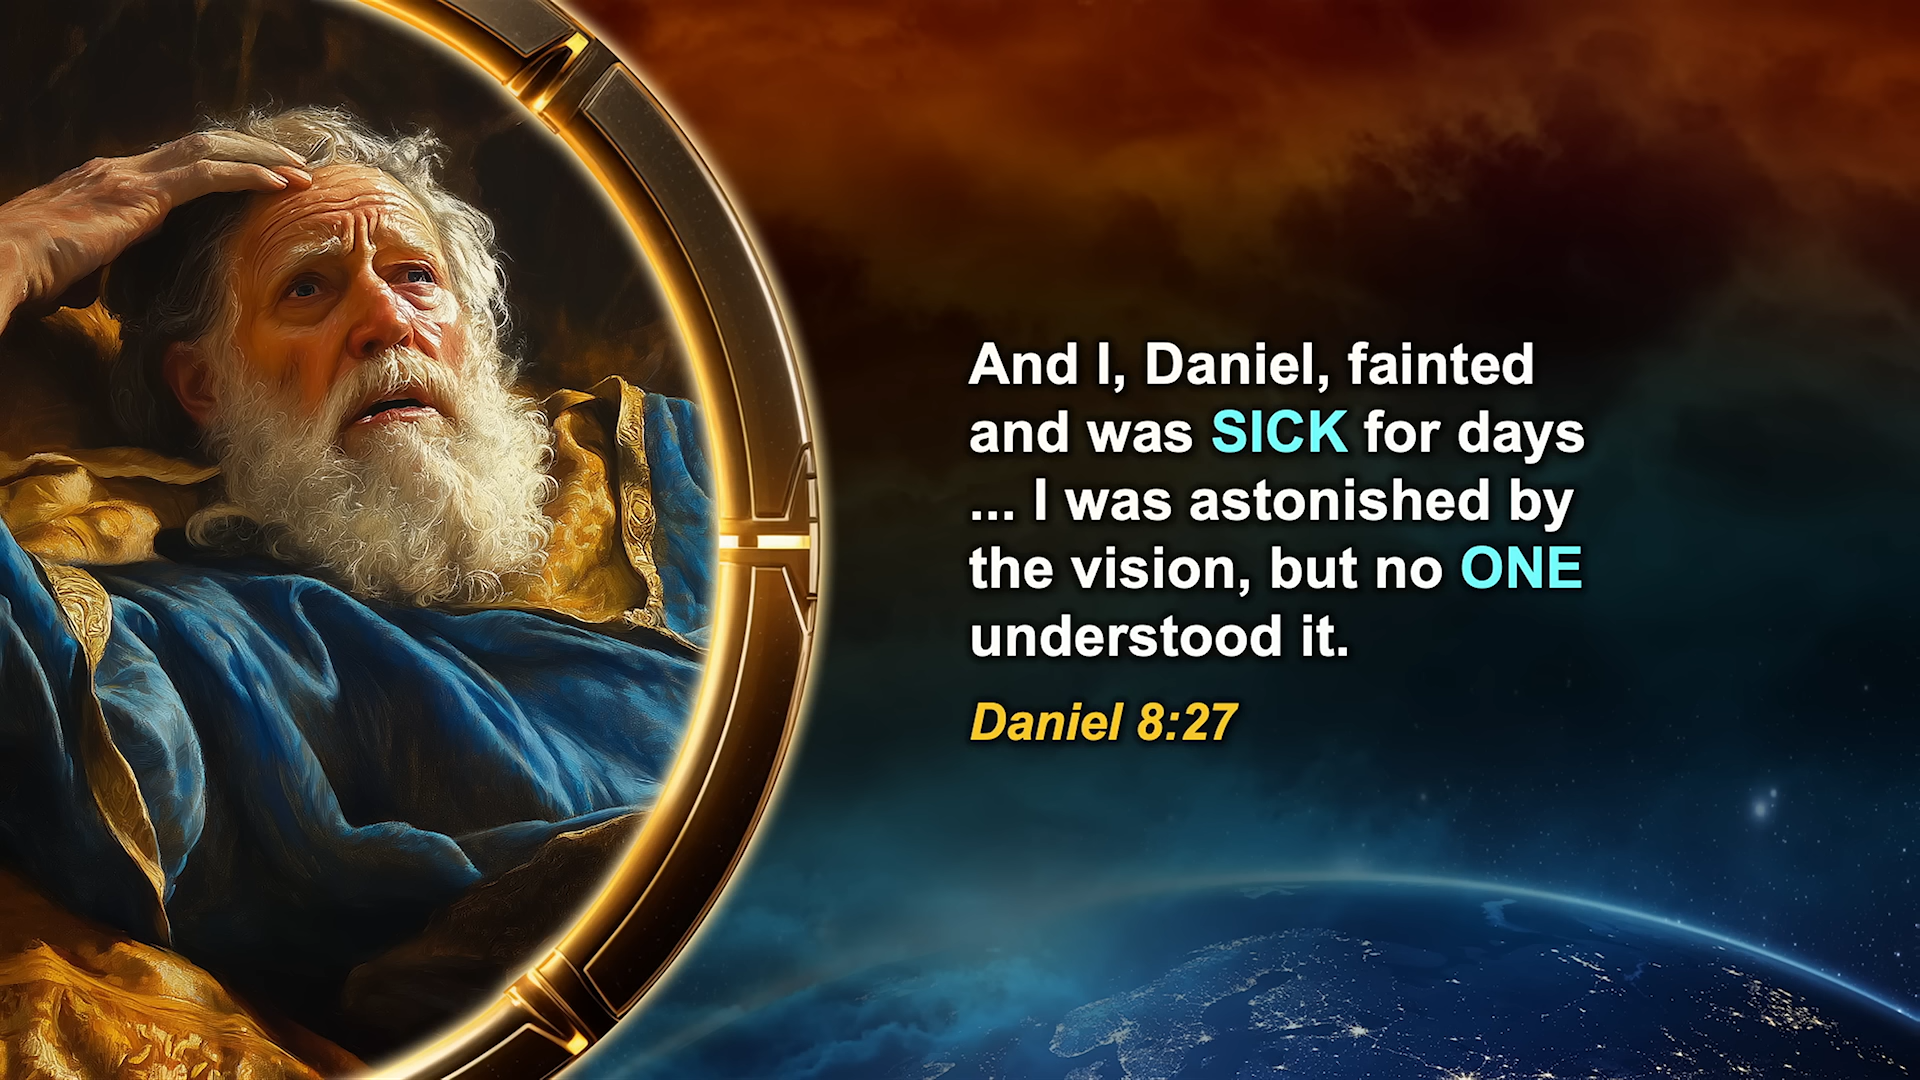 And I, Daniel, fainted
and was SICK for days
... I was astonished by
the vision, but no ONE
understood it.
Daniel 8:27